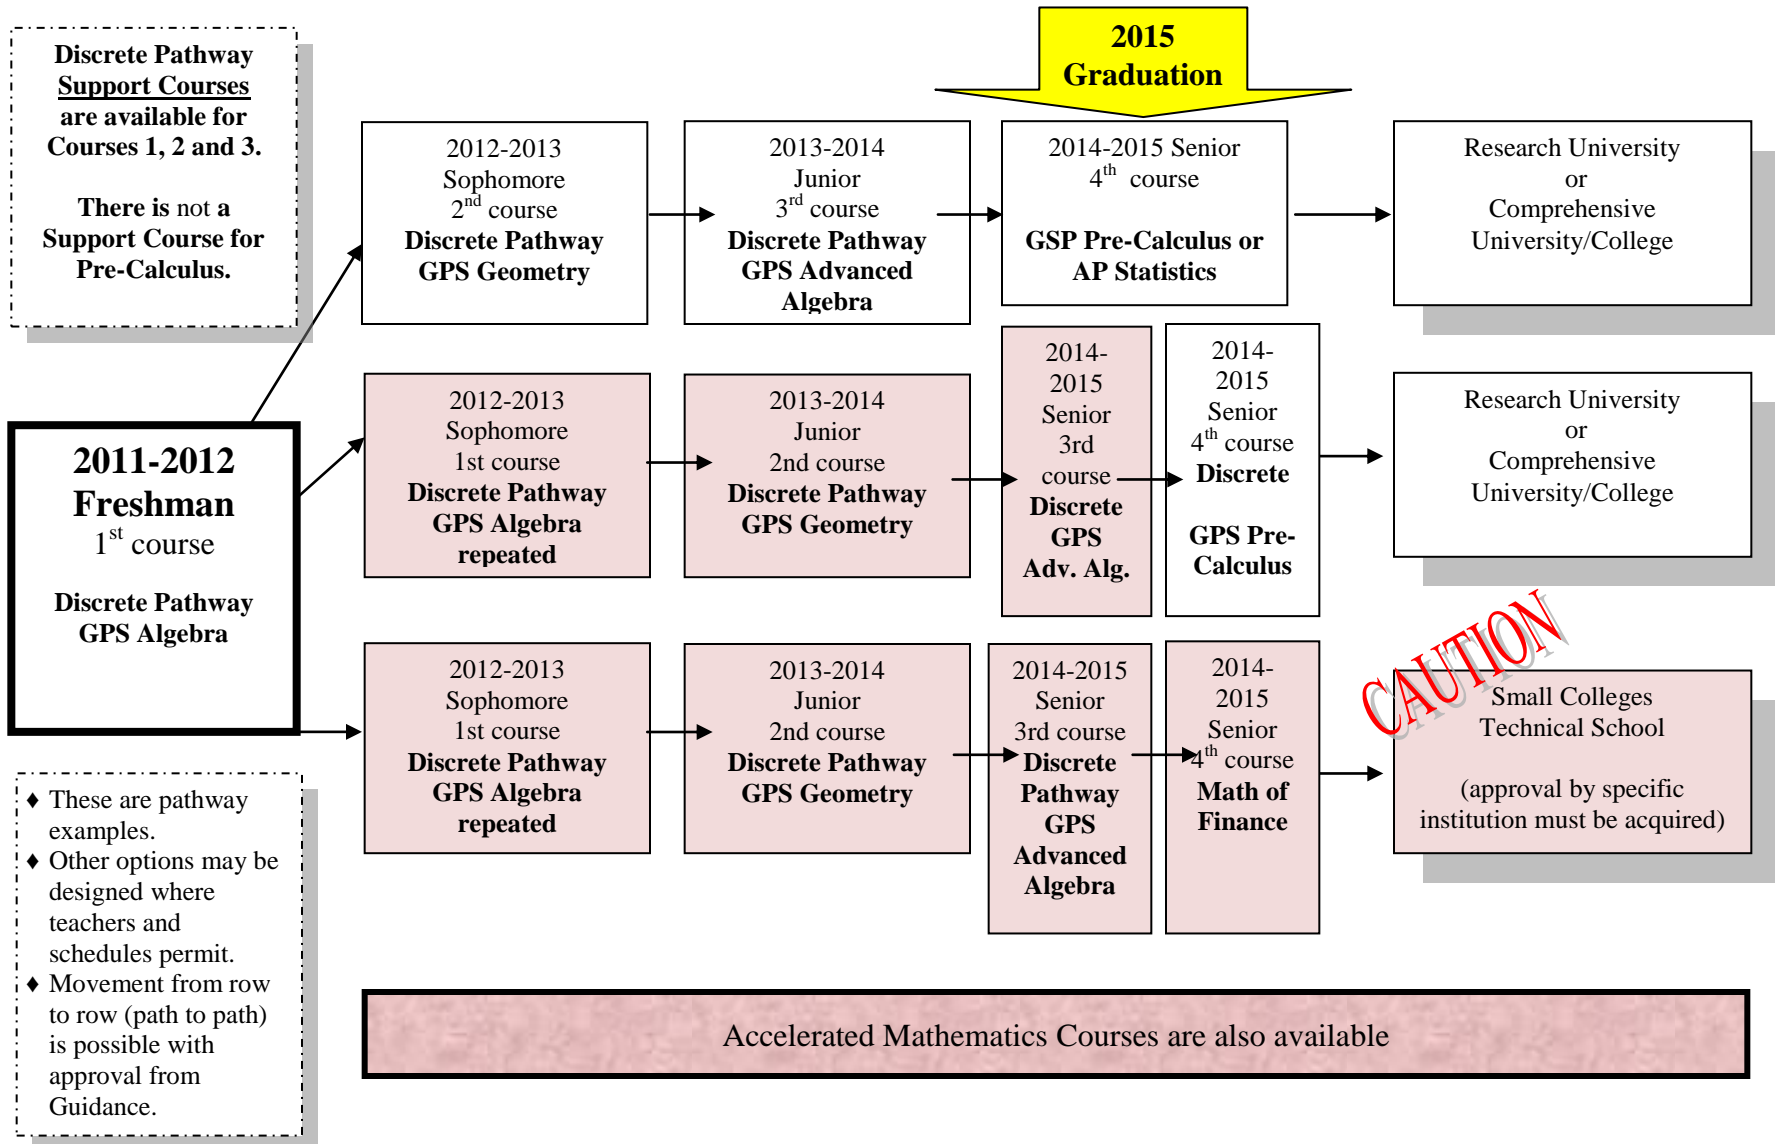 Discrete Pathway
Support Courses
are available for
Courses 1, 2 and 3.
There is not a
Support Course for
Pre-Calculus.
2015
Graduation
2012-2013
Sophomore
2nd course
Discrete Pathway
GPS Geometry
2013-2014
Junior
3rd course
Discrete Pathway
GPS Advanced
Algebra
2014-2015 Senior
4th course
GSP Pre-Calculus or
AP Statistics
Research University
or
Comprehensive
University/College
2011-2012
Freshman
1st course
Discrete Pathway
GPS Algebra
2012-2013
Sophomore
1st course
Discrete Pathway
GPS Algebra
repeated
2013-2014
Junior
2nd course
Discrete Pathway
GPS Geometry
2014-
2015
Senior
3rd
course
Discrete
GPS
Adv. Alg.
2014-
2015
Senior
4th course
Discrete
GPS Pre-
Calculus
Research University
or
Comprehensive
University/College
2012-2013
Sophomore
1st course
Discrete Pathway
GPS Algebra
repeated
2013-2014
Junior
2nd course
Discrete Pathway
GPS Geometry
2014-2015
Senior
3rd course
Discrete
Pathway
GPS
Advanced
Algebra
2014-
2015
Senior
4th course
Math of
Finance
CAUTION
Small Colleges
Technical School
(approval by specific
institution must be acquired)
♦ These are pathway
examples.
♦ Other options may be
designed where
teachers and
schedules permit.
♦ Movement from row
to row (path to path)
is possible with
approval from
Guidance.
Accelerated Mathematics Courses are also available